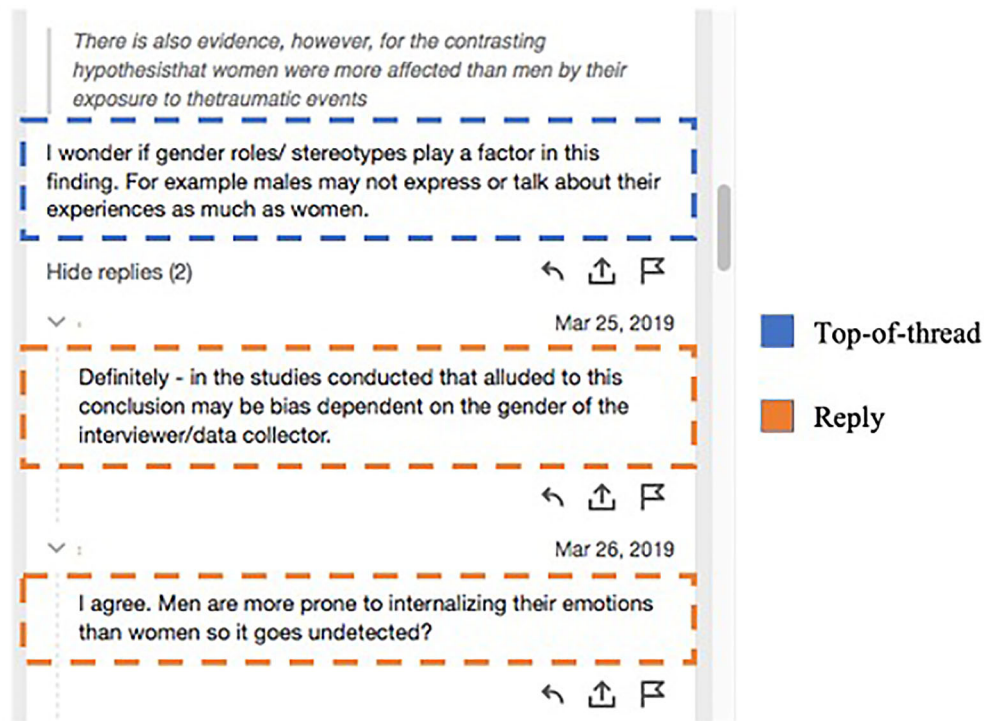 There is also evidence, however, for the contrasting
hypothesisthat women were more affected than men by their
exposure to thetraumatic events
I wonder if gender roles/ stereotypes play a factor in this
finding. For example males may not express or talk about their
experiences as much as women.
Hide replies (2)
Mar 25, 2019
Definitely - in the studies conducted that alluded to this
conclusion may be bias dependent on the gender of the
interviewer/data collector.
Mar 26, 2019
I agree. Men are more prone to internalizing their emotions
than women so it goes undetected?
Top-of-thread
Reply